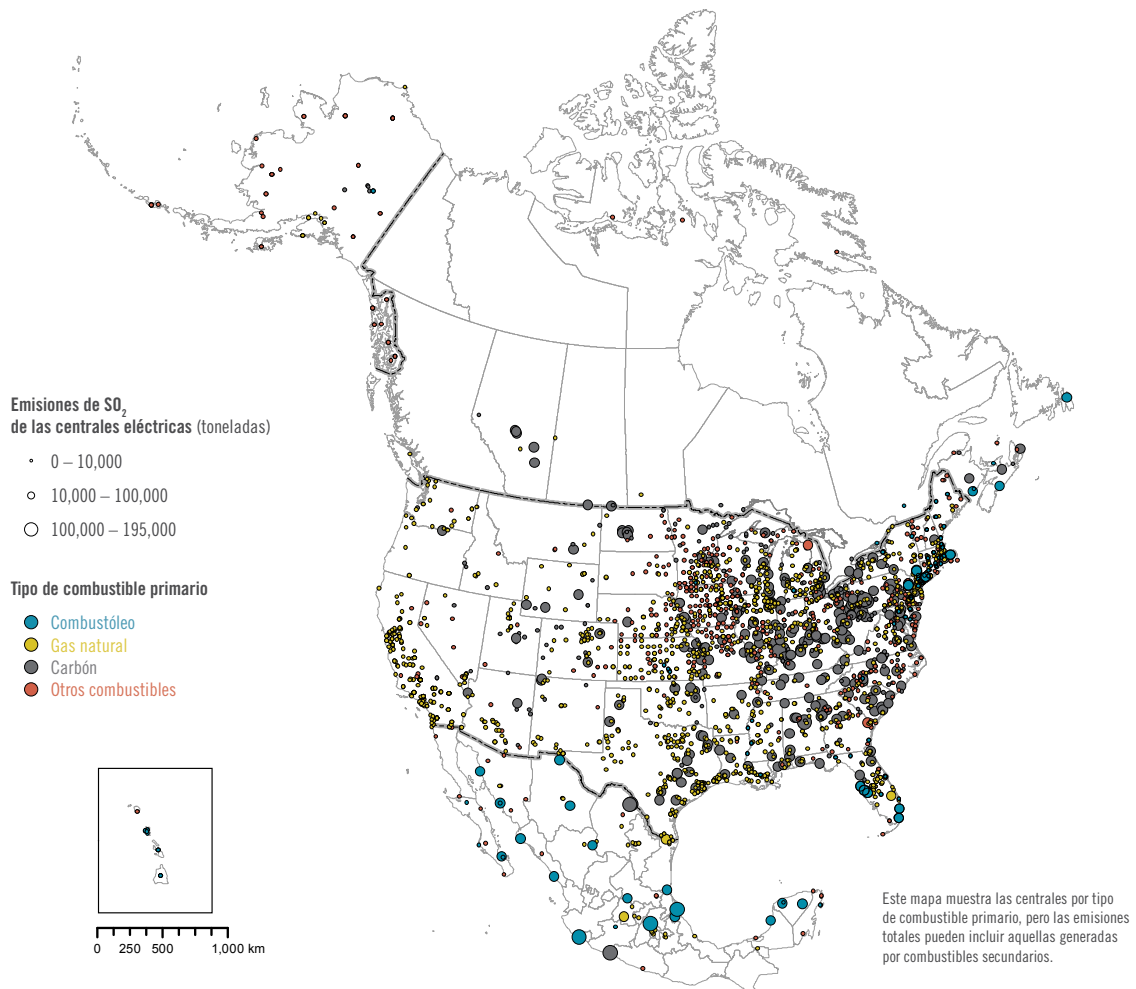 Emisiones de SO2
de las centrales eléctricas (toneladas)
0 – 10,000
10,000 – 100,000
100,000 – 195,000
Tipo de combustible primario
Combustóleo
Gas natural
Carbón
Otros combustibles
0 250 500 1,000 km
Este mapa muestra las centrales por tipo
de combustible primario, pero las emisiones
totales pueden incluir aquellas generadas
por combustibles secundarios.